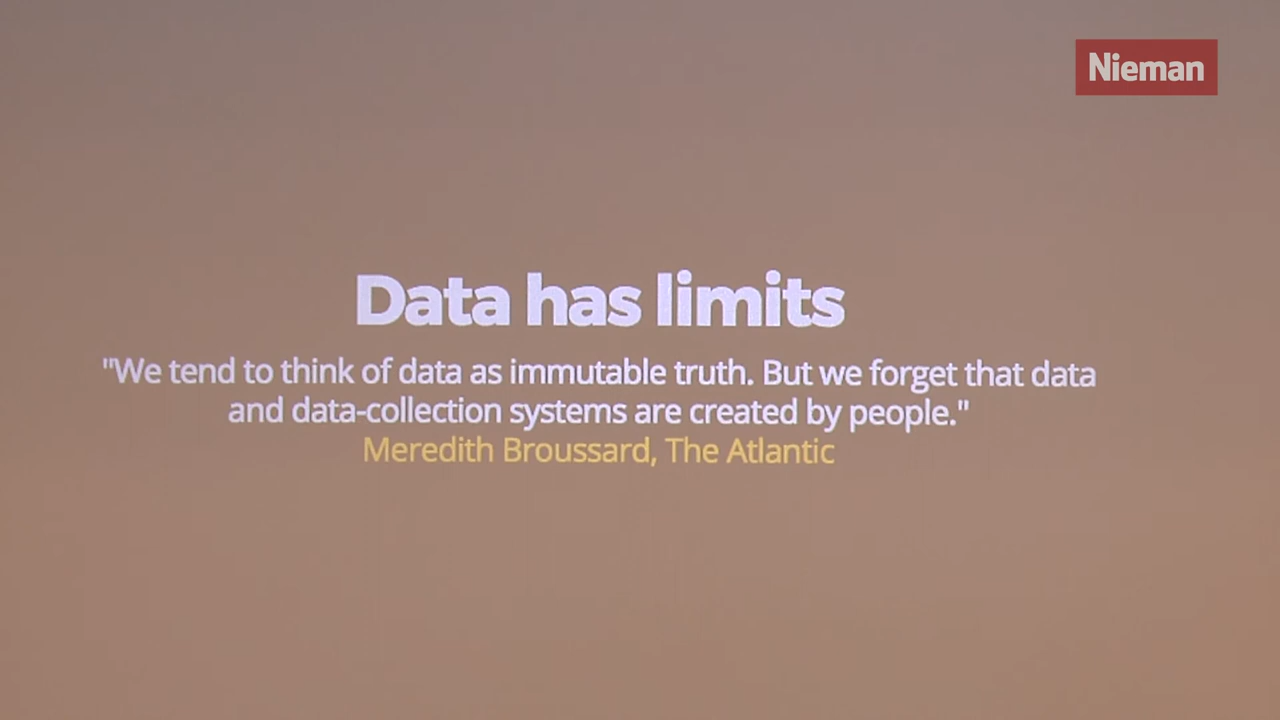 Nieman
Data has limits
"We tend to think of data as immutable truth. But we forget that data
and data-collection systems are created by people."
Meredith Broussard, The Atlantic